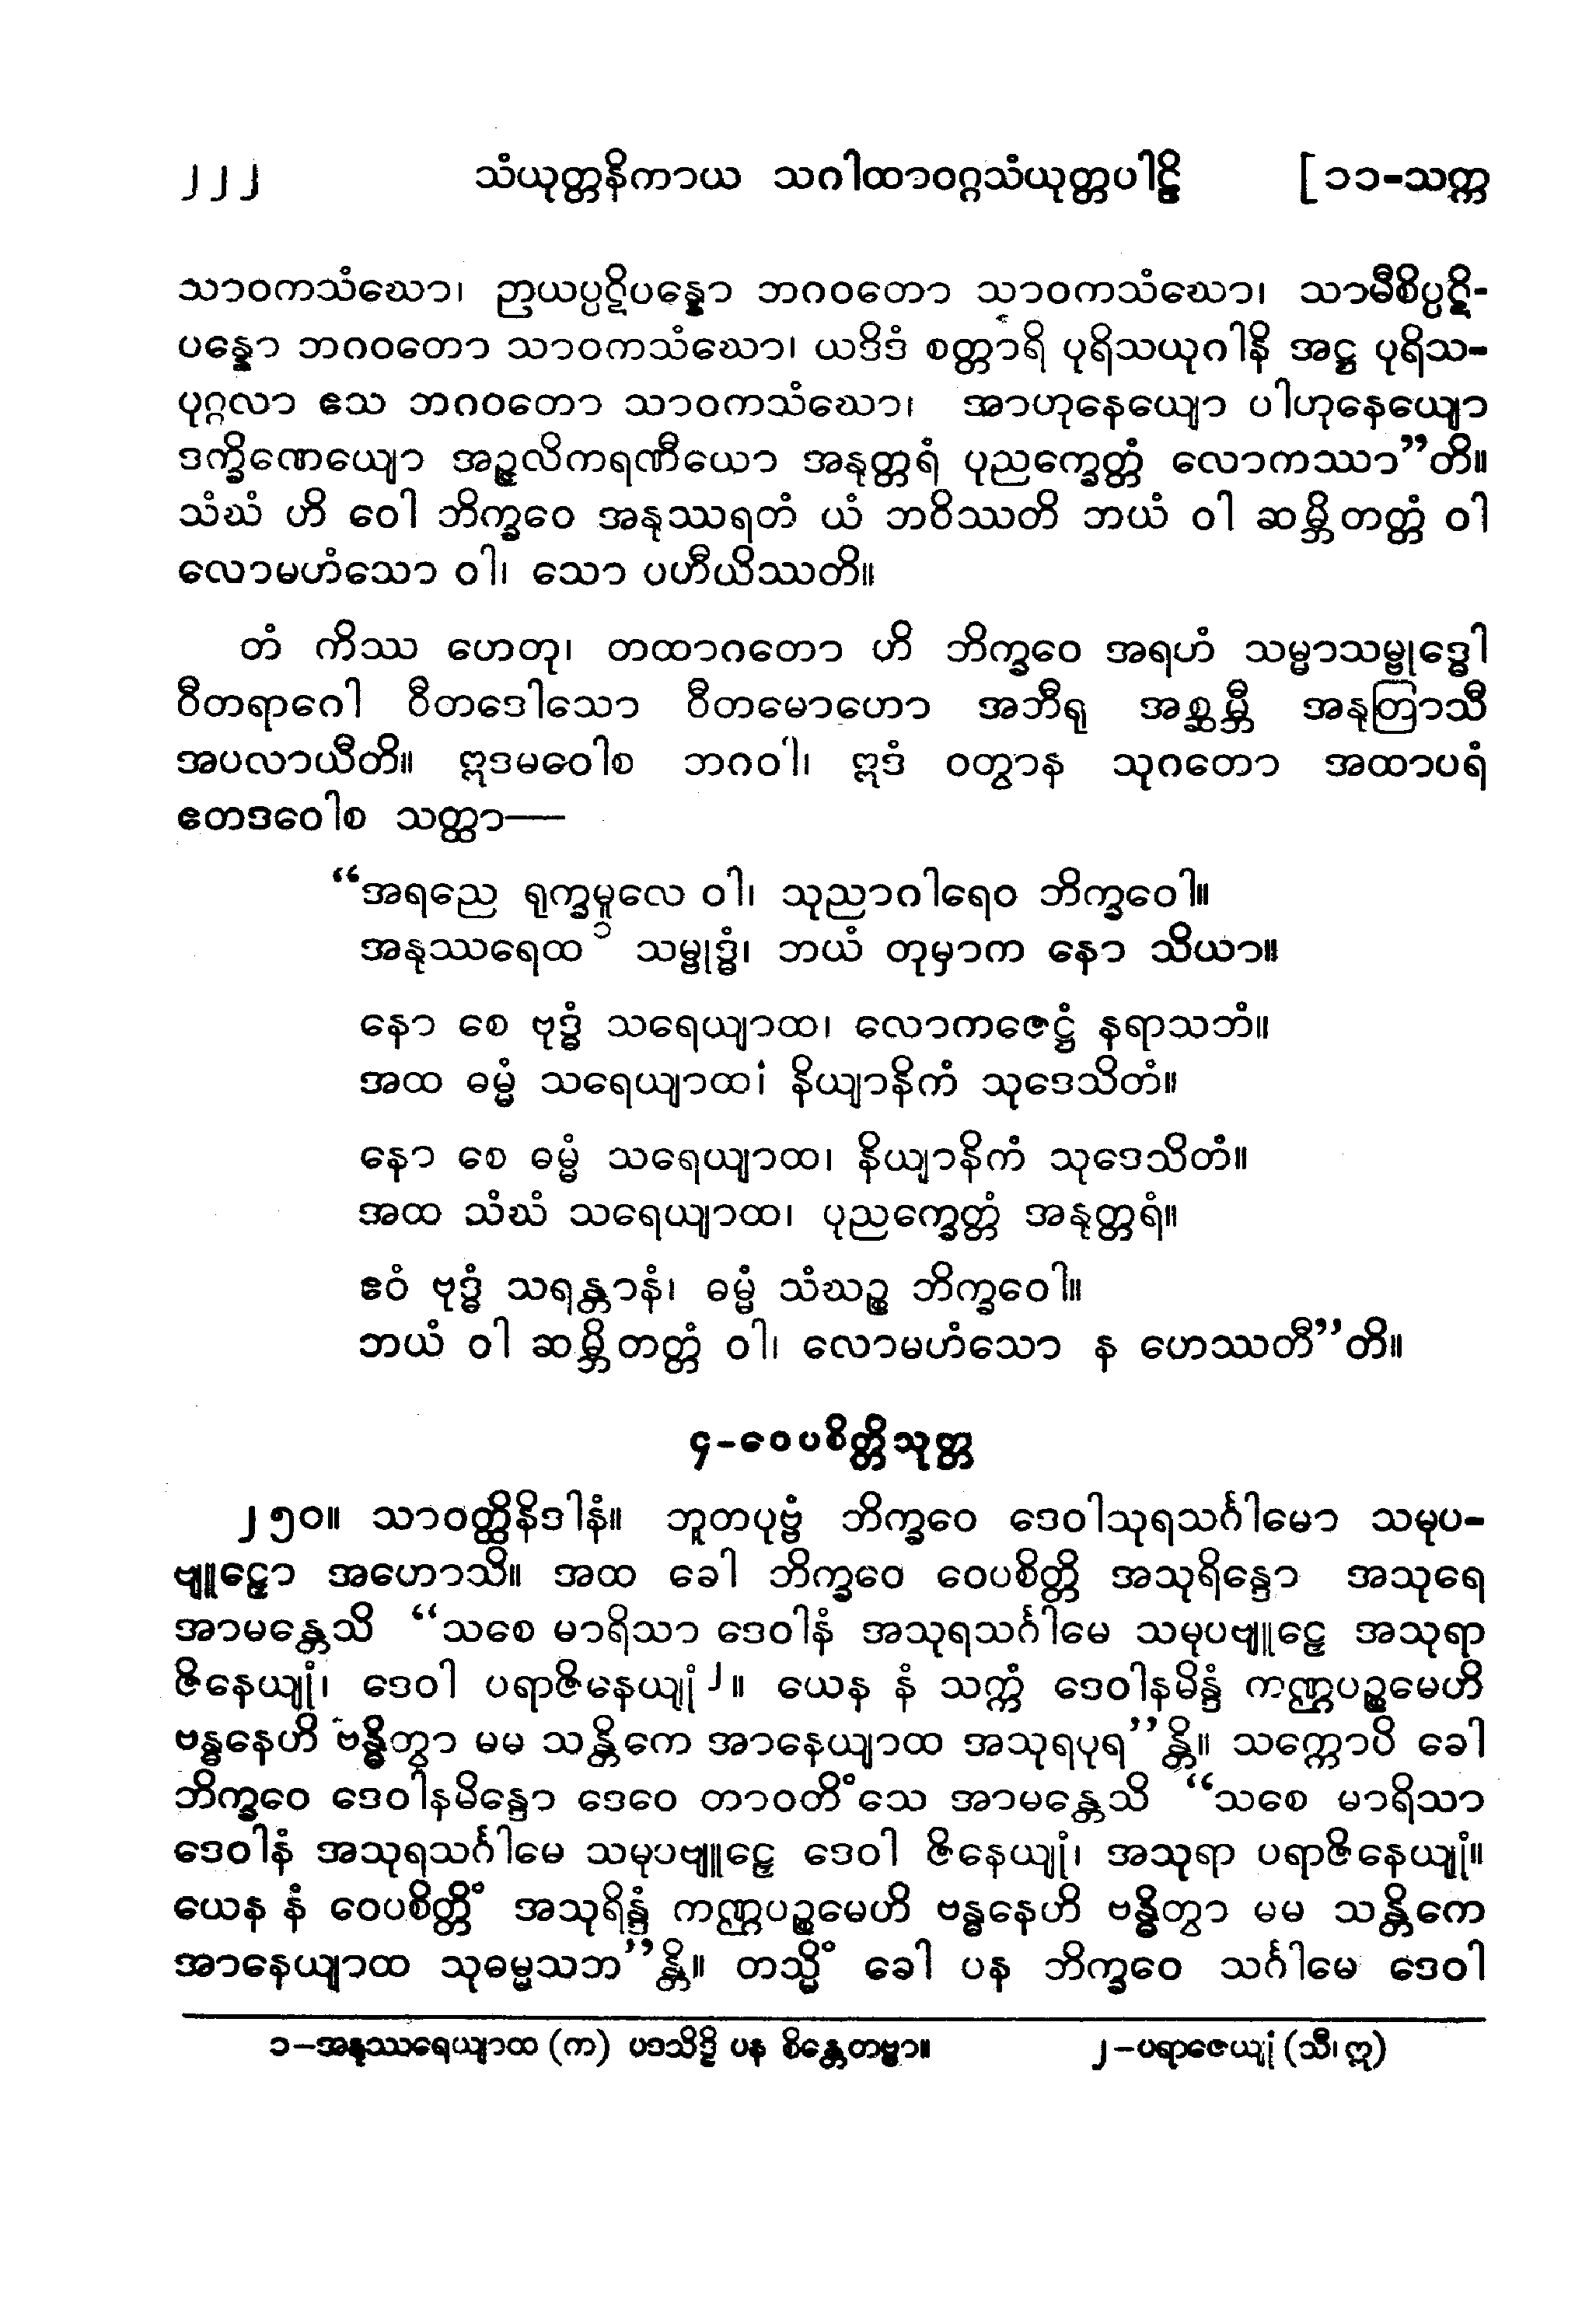 ၂၂၂ သံယုတ္တနိကာယ သဂါထာဝဂ္ဂသံယုတ္တပါဠိ [၁၁-သက္က
သာဝကသံဃော၊ ဉာယပ္ပဋိပန္နော ဘဂဝတော သာဝကသံဃော၊ သာမီစိပ္ပဋိ-
ပန္နော ဘဂဝတော သာဝကသံဃော၊ ယဒိဒံ စတ္တာရိ ပုရိသယုဂါနိ အဋ္ဌ ပုရိသ-
ပုဂ္ဂလာ ဧသ ဘဂဝတော သာဝကသံဃော၊ အာဟုနေယျော ပါဟုနေယျော
ဒက္ခိဏေယျော အဉ္ဇလိကရဏီယော အနုတ္တရံ ပုညက္ခေတ္တံ လောကဿာ”တိ။
သံဃံ ဟိ ဝေါ ဘိက္ခဝေ အနုဿရတံ ယံ ဘဝိဿတိ ဘယံ ဝါ ဆမ္ဘိတတ္တံ ဝါ
လောမဟံသော ဝါ၊ သော ပဟီယိဿတိ။
တံ ကိဿ ဟေတု၊ တထာဂတော ဟိ ဘိက္ခဝေ အရဟံ သမ္မာသမ္ဗုဒ္ဓေါ
ဝီတရာဂေါ ဝီတဒေါသော ဝီတမောဟော အဘီရု အစ္ဆမ္ဘီ အနုတြာသီ
အပလာယီတိ။ ဣဒမဝေါစ ဘဂဝါ၊ ဣဒံ ဝတွာန သုဂတော အထာပရံ
ဧတဒဝေါစ သတ္ထာ—
“အရညေ ရုက္ခမူလေ ဝါ၊ သုညာဂါရေဝ ဘိက္ခဝေါ။
အနုဿရေထ ၁ သမ္ဗုဒ္ဓံ၊ ဘယံ တုမှာက နော သိယာ။
နော စေ ဗုဒ္ဓံ သရေယျာထ၊ လောကဇေဋ္ဌံ နရာသဘံ။
အထ ဓမ္မံ သရေယျာထ၊ နိယျာနိကံ သုဒေသိတံ။
နော စေ ဓမ္မံ သရေယျာထ၊ နိယျာနိကံ သုဒေသိတံ။
အထ သံဃံ သရေယျာထ၊ ပုညက္ခေတ္တံ အနုတ္တရံ။
ဧဝံ ဗုဒ္ဓံ သရန္တာနံ၊ ဓမ္မံ သံဃဉ္စ ဘိက္ခဝေါ။
ဘယံ ဝါ ဆမ္ဘိတတ္တံ ဝါ၊ လောမဟံသော န ဟေဿတီ”တိ။
၄-ဝေပစိတ္တိသုတ္တ
၂၅၀။ သာဝတ္ထိနိဒါနံ။ ဘူတပုဗ္ဗံ ဘိက္ခဝေ ဒေဝါသုရသင်္ဂါမော သမုပ-
ဗျူဠှော အဟောသိ။ အထ ခေါ ဘိက္ခဝေ ဝေပစိတ္တိ အသုရိန္ဒော အသုရေ
အာမန္တေသိ “သစေ မာရိသာ ဒေဝါနံ အသုရသင်္ဂါမေ သမုပဗျူဠှေ အသုရာ
ဇိနေယျုံ၊ ဒေဝါ ပရာဇိနေယျုံ ၂။ ယေန နံ သက္ကံ ဒေဝါနမိန္ဒံ ကဏ္ဌပဉ္စမေဟိ
ဗန္ဓနေဟိ ဗန္ဓိတွာ မမ သန္တိကေ အာနေယျာထ အသုရပုရ”န္တိ။ သက္ကောပိ ခေါ
ဘိက္ခဝေ ဒေဝါနမိန္ဒော ဒေဝေ တာဝတိံသေ အာမန္တေသိ “သစေ မာရိသာ
ဒေဝါနံ အသုရသင်္ဂါမေ သမုပဗျူဠှေ ဒေဝါ ဇိနေယျုံ၊ အသုရာ ပရာဇိနေယျုံ။
ယေန နံ ဝေပစိတ္တိံ အသုရိန္ဒံ ကဏ္ဌပဉ္စမေဟိ ဗန္ဓနေဟိ ဗန္ဓိတွာ မမ သန္တိကေ
အာနေယျာထ သုဓမ္မသဘ”န္တိ။ တသ္မိံ ခေါ ပန ဘိက္ခဝေ သင်္ဂါမေ ဒေဝါ
၁-အနုဿရေယျာထ (က) ပဒသိဒ္ဓိ ပန စိန္တေတဗ္ဗာ။ ၂-ပရာဇေယျုံ (သီ၊ ဣ)